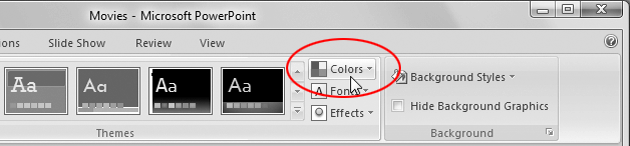 Movies - Microsoft PowerPoint
ons Slide Show Review View
Aa Aa Aa Aa
Colors
Fonts
Effects
Background Styles
Hide Background Graphics
Themes
Background